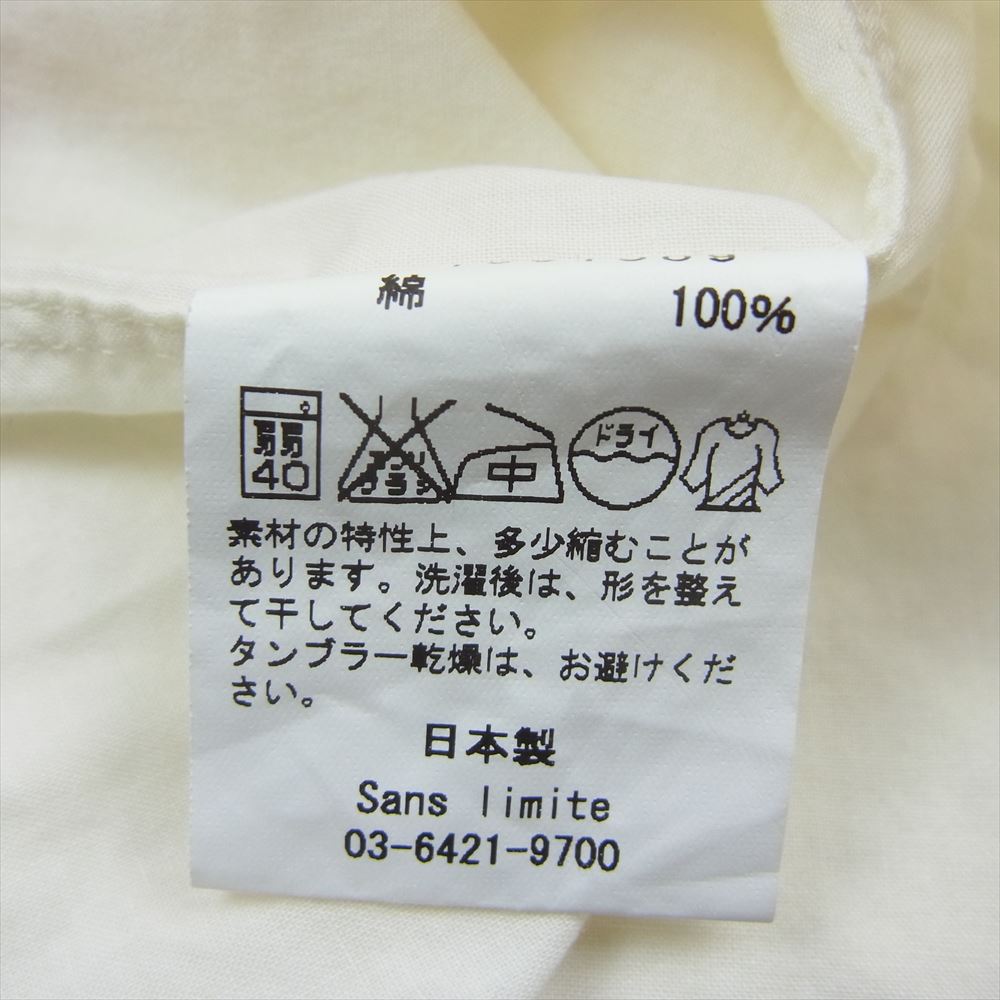 綿 100%
弱 40 中 ドライ
素材の特性上、多少縮むことが
あります。洗濯後は、形を整え
て干してください。
タンブラー乾燥は、お避けくだ
さい。
日本製
Sans limite
03-6421-9700